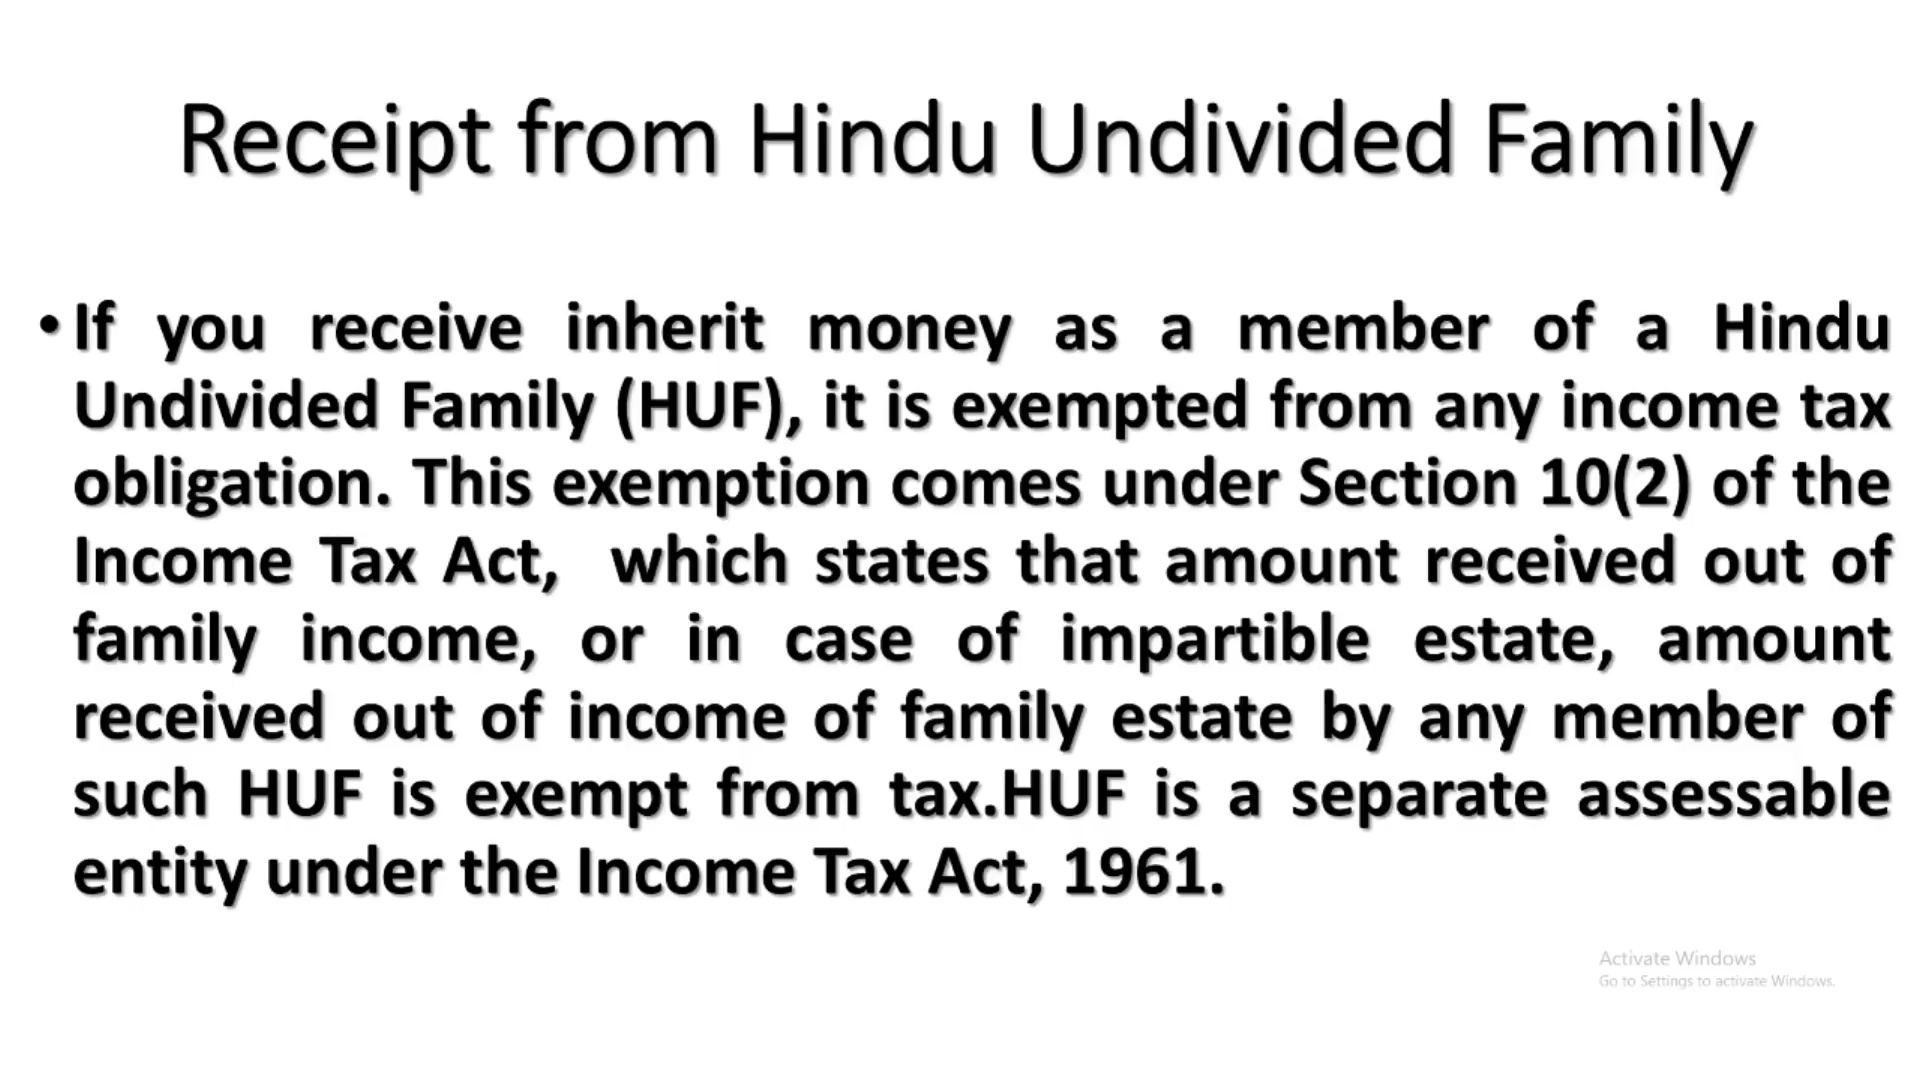 Receipt from Hindu Undivided Family
• If you receive inherit money as a member of a Hindu
Undivided Family (HUF), it is exempted from any income tax
obligation. This exemption comes under Section 10(2) of the
Income Tax Act, which states that amount received out of
family income, or in case of impartible estate, amount
received out of income of family estate by any member of
such HUF is exempt from tax.HUF is a separate assessable
entity under the Income Tax Act, 1961.
Activate Windows
Go to Settings to activate Windows.